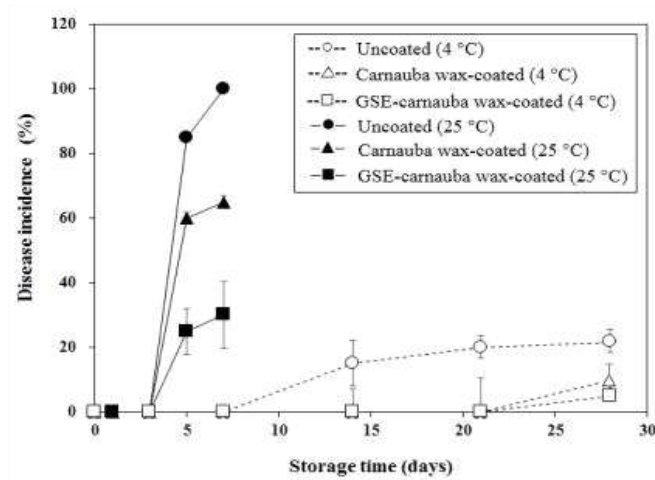 120
100
80
60
40
20
0
Disease incidence (%)
Uncoated (4 °C)
Carnauba wax-coated (4 °C)
GSE-carnauba wax-coated (4 °C)
Uncoated (25 °C)
Carnauba wax-coated (25 °C)
GSE-carnauba wax-coated (25 °C)
0 5 10 15 20 25 30
Storage time (days)